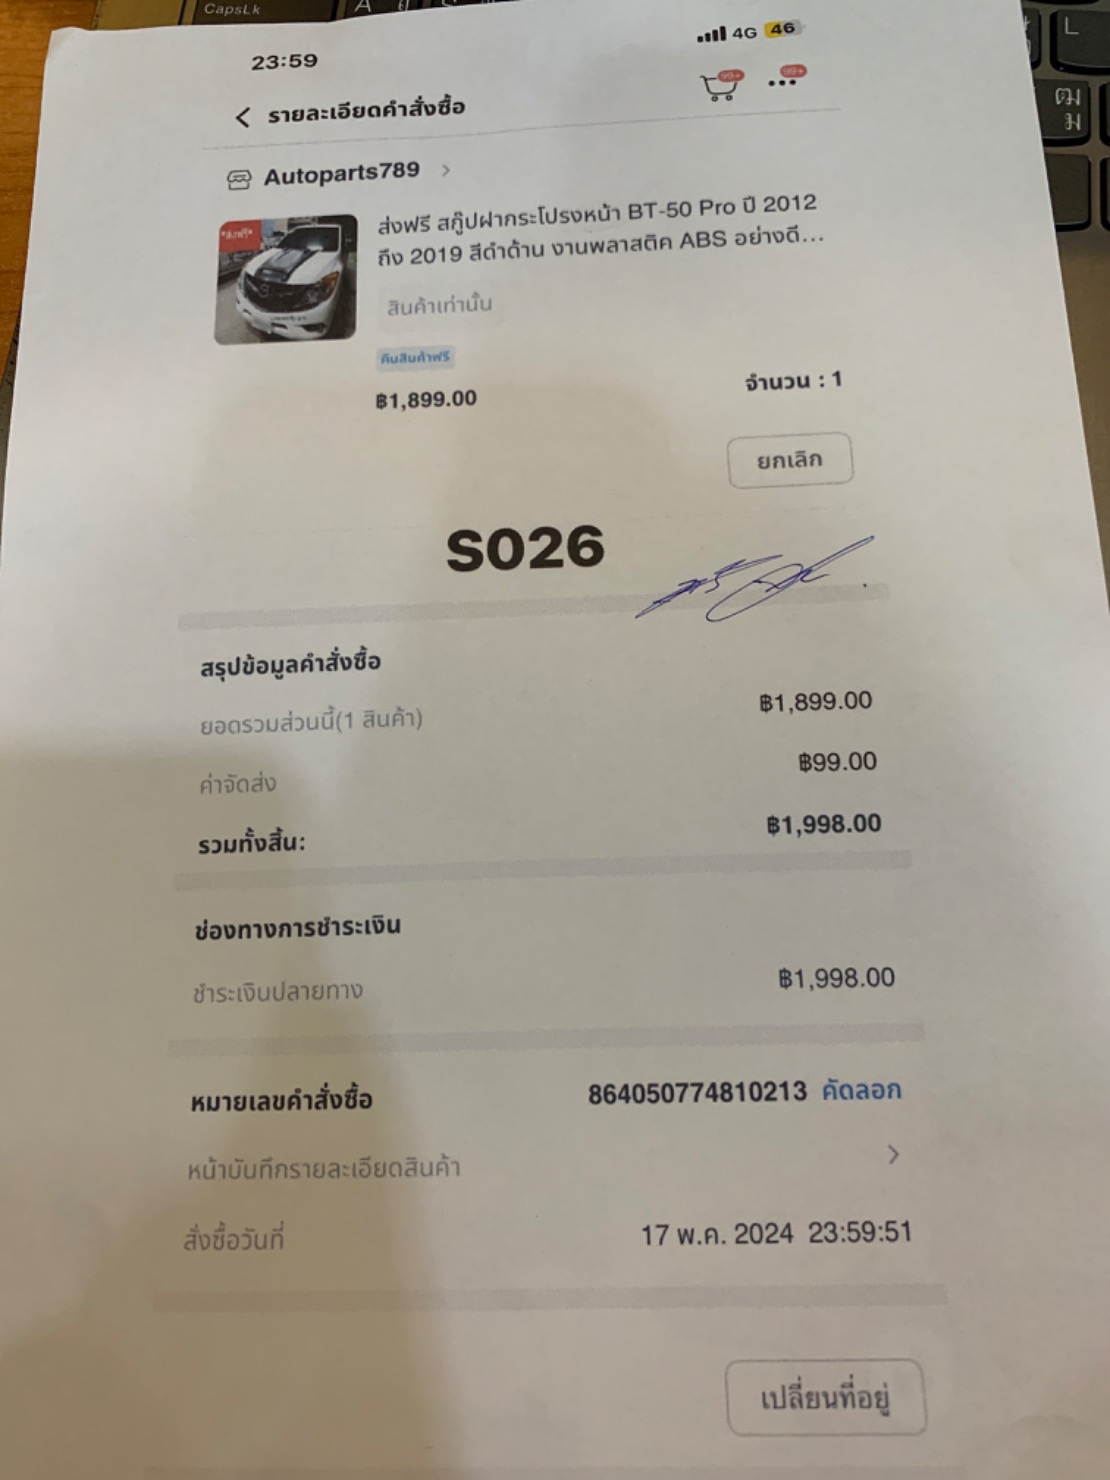 CapsLk
A
23:59
4G 46
99+ 99+
รายละเอียดคำสั่งซื้อ
Autoparts789
*ส่งฟรี*
ส่งฟรี สกู๊ปฝากระโปรงหน้า BT-50 Pro ปี 2012
ถึง 2019 สีดำด้าน งานพลาสติค ABS อย่างดี...
สินค้าเท่านั้น
คืนสินค้าฟรี
฿1,899.00 จำนวน : 1
ยกเลิก
S026
สรุปข้อมูลคำสั่งซื้อ
ยอดรวมส่วนนี้(1 สินค้า) ฿1,899.00
ค่าจัดส่ง ฿99.00
รวมทั้งสิ้น: ฿1,998.00
ช่องทางการชำระเงิน
ชำระเงินปลายทาง ฿1,998.00
หมายเลขคำสั่งซื้อ 864050774810213 คัดลอก
หน้าบันทึกรายละเอียดสินค้า
สั่งซื้อวันที่ 17 พ.ค. 2024 23:59:51
เปลี่ยนที่อยู่
L
ฒ
ม